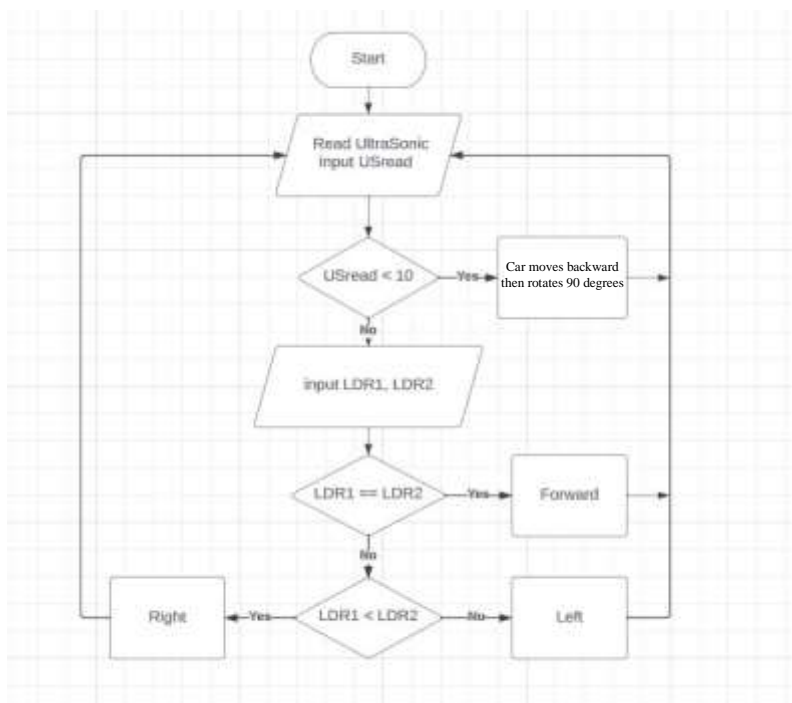 Start
Read UltraSonic
input USread
USread < 10
Yes
Car moves backward
then rotates 90 degrees
No
input LDR1, LDR2
LDR1 == LDR2
Yes
Forward
No
Right
Yes
LDR1 < LDR2
No
Left